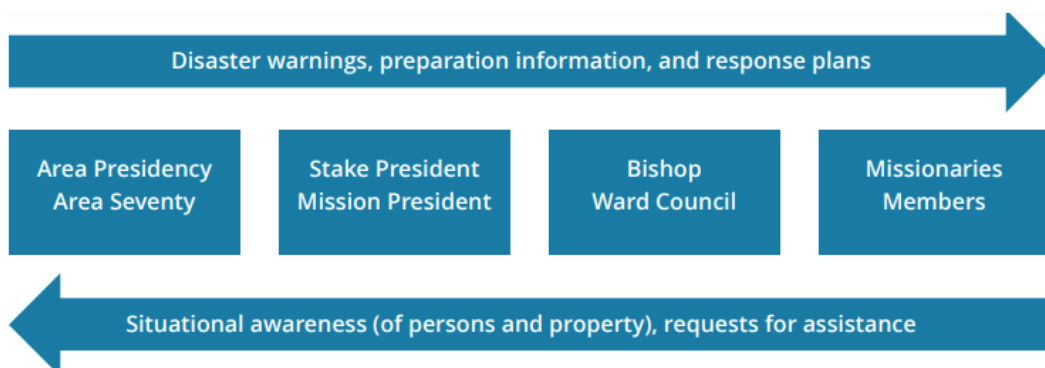 Disaster warnings, preparation information, and response plans
Area Presidency
Area Seventy
Stake President
Mission President
Bishop
Ward Council
Missionaries
Members
Situational awareness (of persons and property), requests for assistance